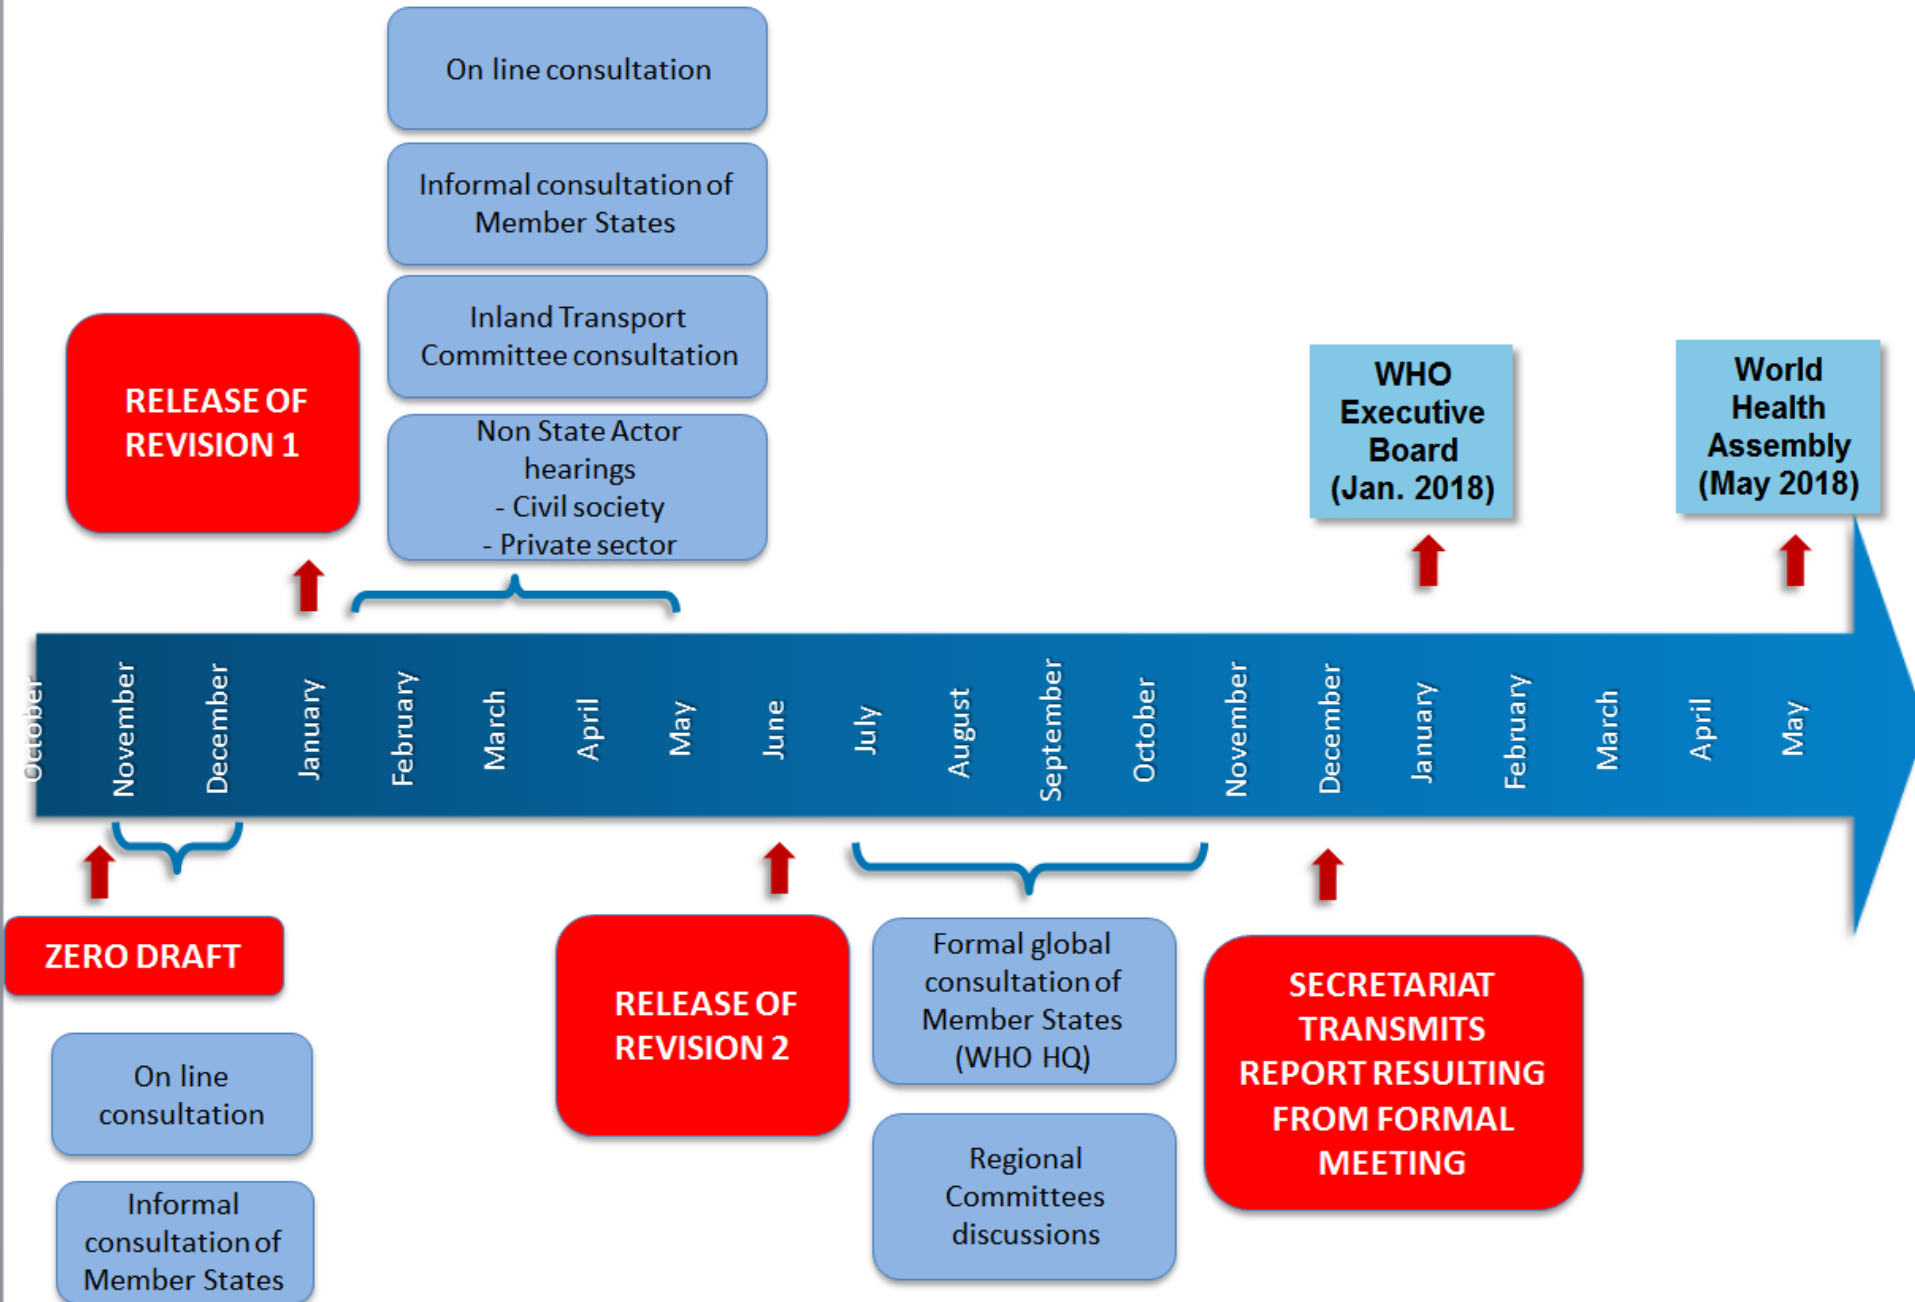 On line consultation
Informal consultation of
Member States
Inland Transport
Committee consultation
Non State Actor
hearings
- Civil society
- Private sector
RELEASE OF
REVISION 1
WHO
Executive
Board
(Jan. 2018)
World
Health
Assembly
(May 2018)
October
November
December
January
February
March
April
May
June
July
August
September
October
November
December
January
February
March
April
May
ZERO DRAFT
On line
consultation
Informal
consultation of
Member States
RELEASE OF
REVISION 2
Formal global
consultation of
Member States
(WHO HQ)
Regional
Committees
discussions
SECRETARIAT
TRANSMITS
REPORT RESULTING
FROM FORMAL
MEETING